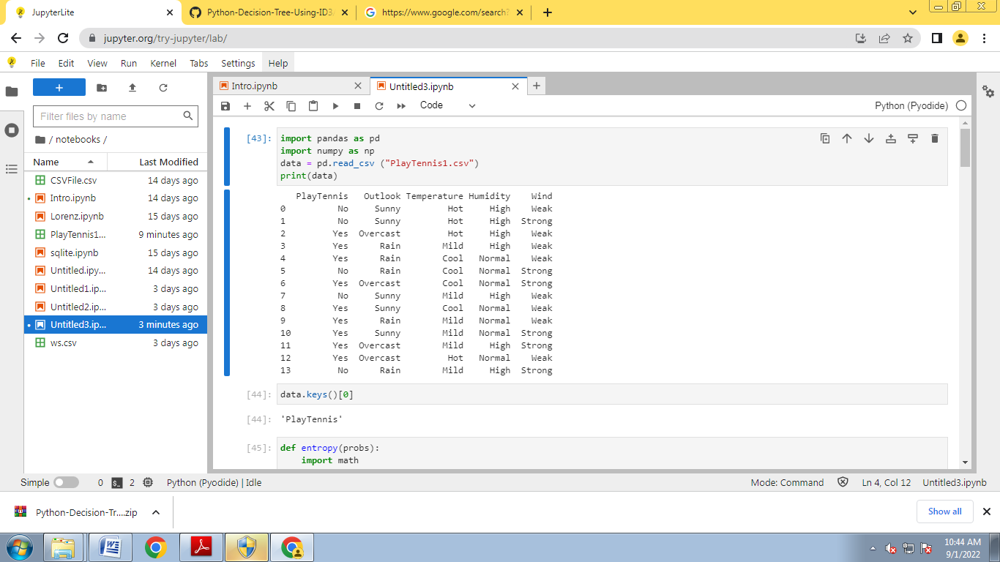 JupyterLite
Python-Decision-Tree-Using-ID3
https://www.google.com/search?
jupyter.org/try-jupyter/lab/
File Edit View Run Kernel Tabs Settings Help
+
Filter files by name
/ notebooks /
Name Last Modified
CSVFile.csv 14 days ago
Intro.ipynb 14 days ago
Lorenz.ipynb 15 days ago
PlayTennis1... 9 minutes ago
sqlite.ipynb 15 days ago
Untitled.ipy... 14 days ago
Untitled1.ip... 3 days ago
Untitled2.ip... 3 days ago
Untitled3.ip... 3 minutes ago
ws.csv 3 days ago
Intro.ipynb
Untitled3.ipynb
Code
Python (Pyodide)
[43]: import pandas as pd
import numpy as np
data = pd.read_csv ("PlayTennis1.csv")
print(data)
PlayTennis Outlook Temperature Humidity Wind
0 No Sunny Hot High Weak
1 No Sunny Hot High Strong
2 Yes Overcast Hot High Weak
3 Yes Rain Mild High Weak
4 Yes Rain Cool Normal Weak
5 No Rain Cool Normal Strong
6 Yes Overcast Cool Normal Strong
7 No Sunny Mild High Weak
8 Yes Sunny Cool Normal Weak
9 Yes Rain Mild Normal Weak
10 Yes Sunny Mild Normal Strong
11 Yes Overcast Mild High Strong
12 Yes Overcast Hot Normal Weak
13 No Rain Mild High Strong
[44]: data.keys()[0]
[44]: 'PlayTennis'
[45]: def entropy(probs):
import math
Simple 0 2 Python (Pyodide) | Idle Mode: Command Ln 4, Col 12 Untitled3.ipynb
Python-Decision-Tr....zip
Show all
10:44 AM
9/1/2022